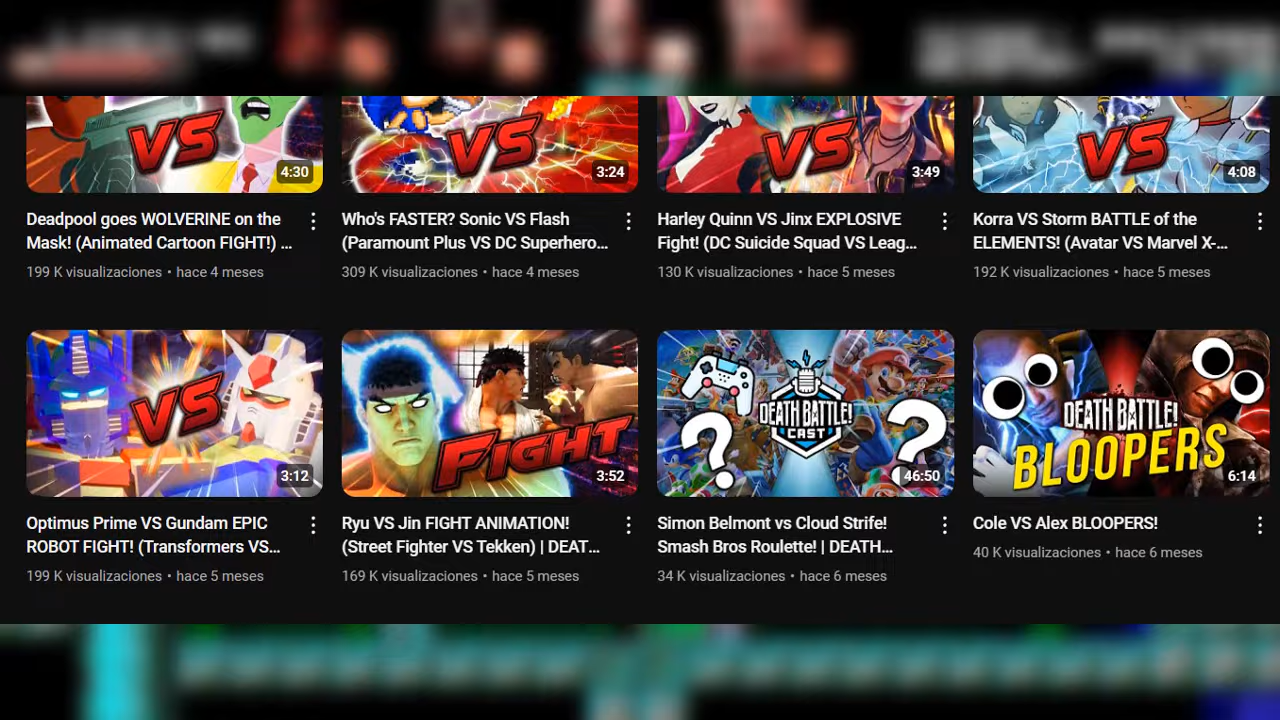 VS
4:30
VS
3:24
VS
3:49
VS
4:08
Deadpool goes WOLVERINE on the
Mask! (Animated Cartoon FIGHT!) ...
199 K visualizaciones • hace 4 meses
Who's FASTER? Sonic VS Flash
(Paramount Plus VS DC Superhero...
309 K visualizaciones • hace 4 meses
Harley Quinn VS Jinx EXPLOSIVE
Fight! (DC Suicide Squad VS Leag...
130 K visualizaciones • hace 5 meses
Korra VS Storm BATTLE of the
ELEMENTS! (Avatar VS Marvel X-...
192 K visualizaciones • hace 5 meses
VS
3:12
FIGHT
3:52
?
DEATH BATTLE!
CAST
?
46:50
DEATH BATTLE!
BLOOPERS
6:14
Optimus Prime VS Gundam EPIC
ROBOT FIGHT! (Transformers VS...
199 K visualizaciones • hace 5 meses
Ryu VS Jin FIGHT ANIMATION!
(Street Fighter VS Tekken) | DEAT...
169 K visualizaciones • hace 5 meses
Simon Belmont vs Cloud Strife!
Smash Bros Roulette! | DEATH...
34 K visualizaciones • hace 6 meses
Cole VS Alex BLOOPERS!
40 K visualizaciones • hace 6 meses